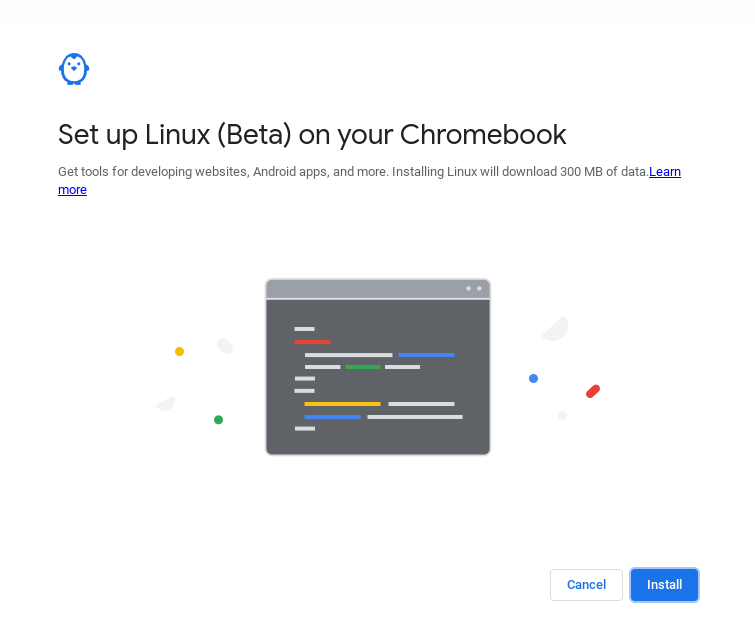 Set up Linux (Beta) on your Chromebook
Get tools for developing websites, Android apps, and more. Installing Linux will download 300 MB of data.Learn
more
Cancel
Install